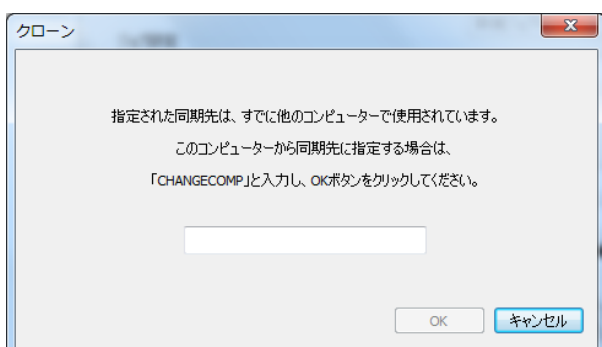 クローン
指定された同期先は、すでに他のコンピューターで使用されています。
このコンピューターから同期先に指定する場合は、
「CHANGECOMP」と入力し、OKボタンをクリックしてください。
OK
キャンセル